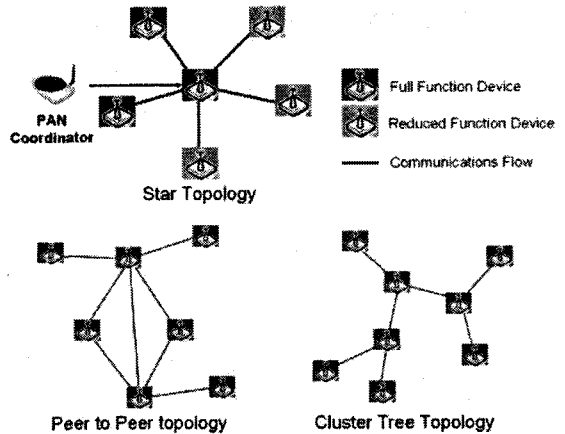 Full Function Device
Reduced Function Device
PAN
Coordinator
Communications Flow
Star Topology
Peer to Peer topology
Cluster Tree Topology